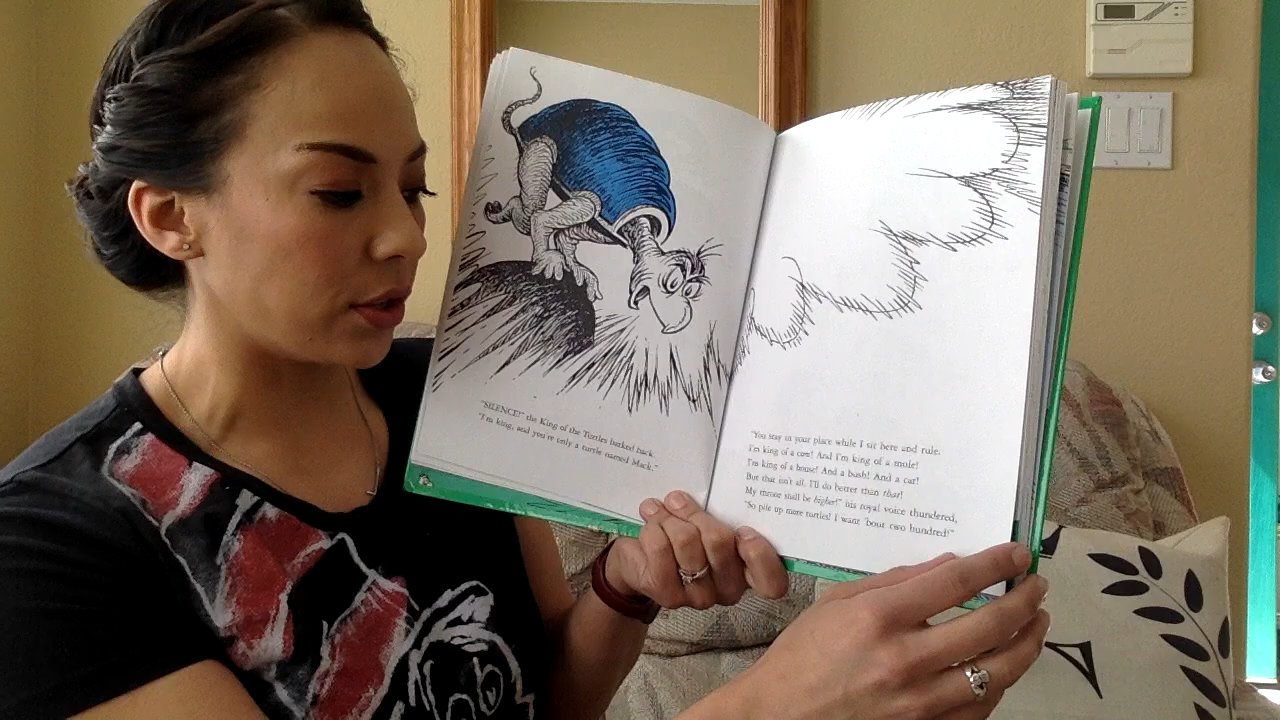 "SILENCE!" the King of the Turtles barked back.
"I'm king, and you're only a turtle named Mack."
"You stay in your place while I sit here and rule.
I'm king of a cow! And I'm king of a mule!
I'm king of a house! And a bush! And a cat!
But that isn't all. I'll do better than that!
My throne shall be higher!" his royal voice thundered,
"So pile up more turtles! I want 'bout two hundred!"